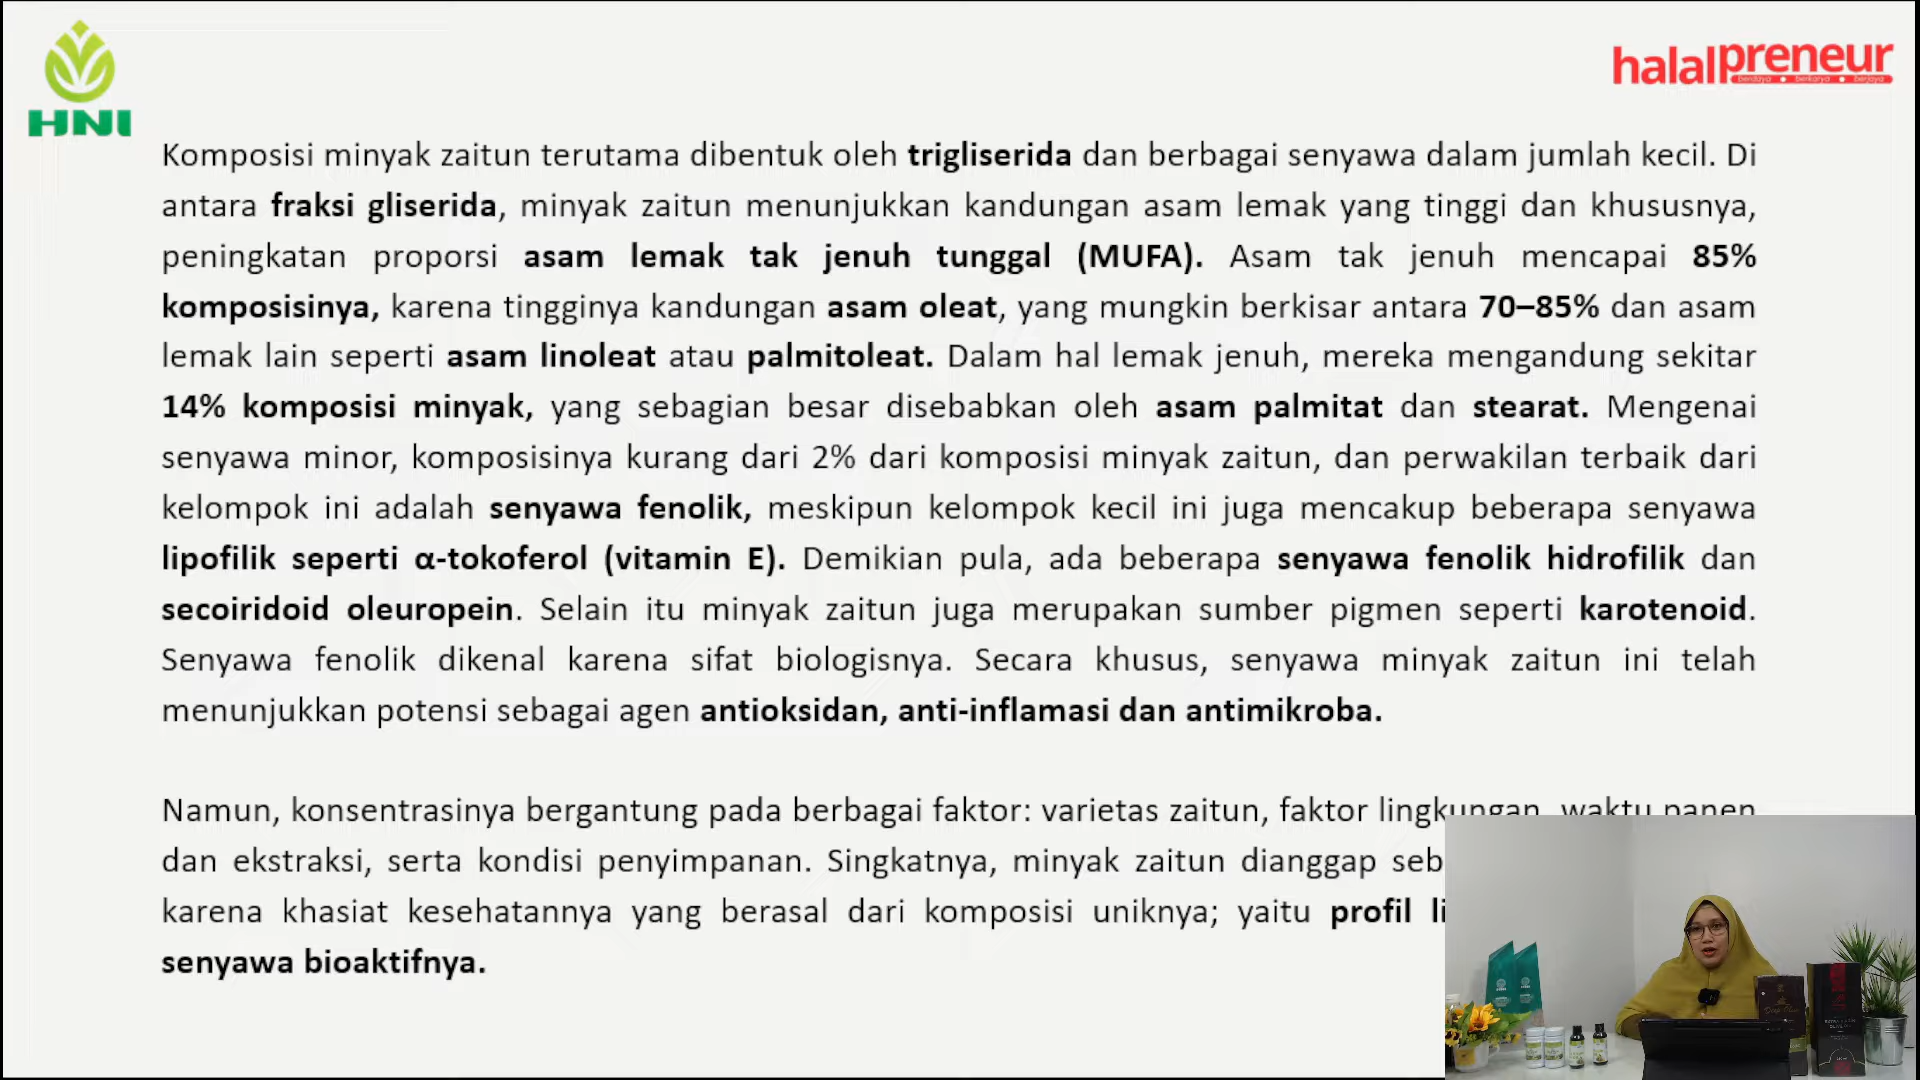 HNI
halalpreneur
berdaya • berkarya • berjaya
Komposisi minyak zaitun terutama dibentuk oleh trigliserida dan berbagai senyawa dalam jumlah kecil. Di
antara fraksi gliserida, minyak zaitun menunjukkan kandungan asam lemak yang tinggi dan khususnya,
peningkatan proporsi asam lemak tak jenuh tunggal (MUFA). Asam tak jenuh mencapai 85%
komposisinya, karena tingginya kandungan asam oleat, yang mungkin berkisar antara 70–85% dan asam
lemak lain seperti asam linoleat atau palmitoleat. Dalam hal lemak jenuh, mereka mengandung sekitar
14% komposisi minyak, yang sebagian besar disebabkan oleh asam palmitat dan stearat. Mengenai
senyawa minor, komposisinya kurang dari 2% dari komposisi minyak zaitun, dan perwakilan terbaik dari
kelompok ini adalah senyawa fenolik, meskipun kelompok kecil ini juga mencakup beberapa senyawa
lipofilik seperti α-tokoferol (vitamin E). Demikian pula, ada beberapa senyawa fenolik hidrofilik dan
secoiridoid oleuropein. Selain itu minyak zaitun juga merupakan sumber pigmen seperti karotenoid.
Senyawa fenolik dikenal karena sifat biologisnya. Secara khusus, senyawa minyak zaitun ini telah
menunjukkan potensi sebagai agen antioksidan, anti-inflamasi dan antimikroba.
Namun, konsentrasinya bergantung pada berbagai faktor: varietas zaitun, faktor lingkungan, waktu panen
dan ekstraksi, serta kondisi penyimpanan. Singkatnya, minyak zaitun dianggap seb
karena khasiat kesehatannya yang berasal dari komposisi uniknya; yaitu profil li
senyawa bioaktifnya.